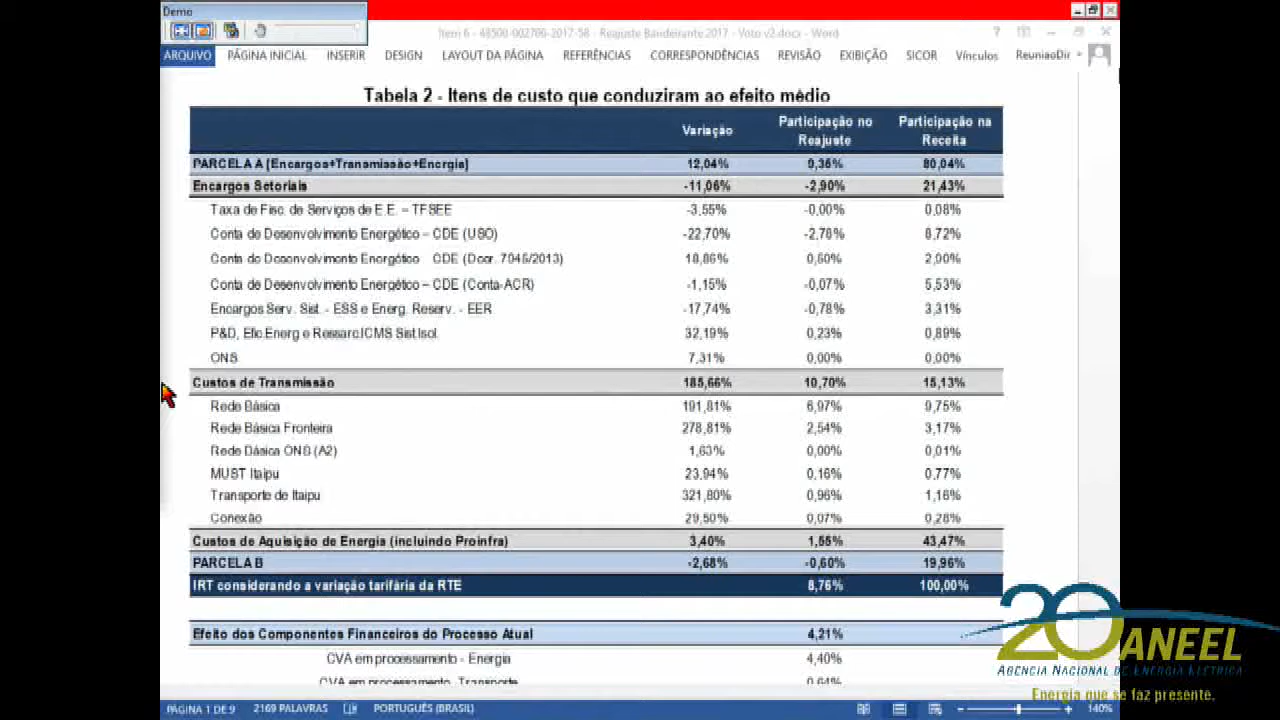 Demo
Item 6 - 48500-002786-2017-58 - Reajuste Bandeirante 2017 - Voto v2.docx - Word
ARQUIVO PÁGINA INICIAL INSERIR DESIGN LAYOUT DA PÁGINA REFERÊNCIAS CORRESPONDÊNCIAS REVISÃO EXIBIÇÃO SICOR Vínculos ReuniaoDir
Tabela 2 - Itens de custo que conduziram ao efeito médio
Variação Participação no Reajuste Participação na Receita
PARCELA A [Encargos+Transmissão+Energia] 12,04% 9,36% 80,04%
Encargos Setoriais -11,06% -2,90% 21,43%
Taxa de Fisc. de Serviços de E.E. – TFSEE -3,55% -0,00% 0,08%
Conta de Desenvolvimento Energético – CDE (USO) -22,70% -2,78% 8,72%
Conta de Desenvolvimento Energético – CDE (Decr. 7945/2013) 18,86% 0,60% 2,90%
Conta de Desenvolvimento Energético – CDE (Conta-ACR) -1,15% -0,07% 5,53%
Encargos Serv. Sist. - ESS e Energ. Reserv. - EER -17,74% -0,78% 3,31%
P&D, Efic.Energ e Ressarc.ICMS Sist.Isol. 32,19% 0,23% 0,89%
ONS 7,31% 0,00% 0,00%
Custos de Transmissão 185,66% 10,70% 15,13%
Rede Básica 191,81% 6,97% 9,75%
Rede Básica Fronteira 278,81% 2,54% 3,17%
Rede Básica ONS (A2) 1,63% 0,00% 0,01%
MUST Itaipu 23,94% 0,16% 0,77%
Transporte de Itaipu 321,80% 0,96% 1,16%
Conexão 29,50% 0,07% 0,28%
Custos de Aquisição de Energia (incluindo Proinfra) 3,40% 1,55% 43,47%
PARCELA B -2,68% -0,60% 19,96%
IRT considerando a variação tarifária da RTE 8,76% 100,00%
Efeito dos Componentes Financeiros do Processo Atual 4,21%
CVA em processamento - Energia 4,40%
CVA em processamento -Transporte 0,64%
20 ANEEL
AGÊNCIA NACIONAL DE ENERGIA ELÉTRICA
Energia que se faz presente.
PÁGINA 1 DE 9 2169 PALAVRAS PORTUGUÊS (BRASIL) 140%